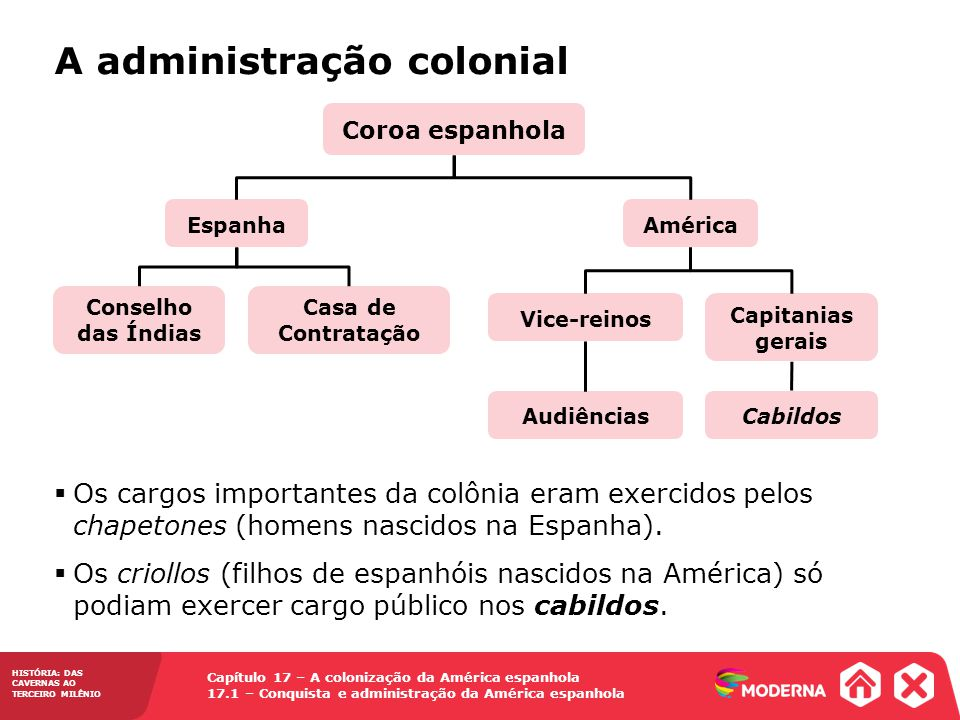 A administração colonial
Coroa espanhola
Espanha
América
Conselho
das Índias
Casa de
Contratação
Vice-reinos
Capitanias
gerais
Audiências
Cabildos
▪ Os cargos importantes da colônia eram exercidos pelos
chapetones (homens nascidos na Espanha).
▪ Os criollos (filhos de espanhóis nascidos na América) só
podiam exercer cargo público nos cabildos.
HISTÓRIA: DAS
CAVERNAS AO
TERCEIRO MILÊNIO
Capítulo 17 – A colonização da América espanhola
17.1 – Conquista e administração da América espanhola
MODERNA